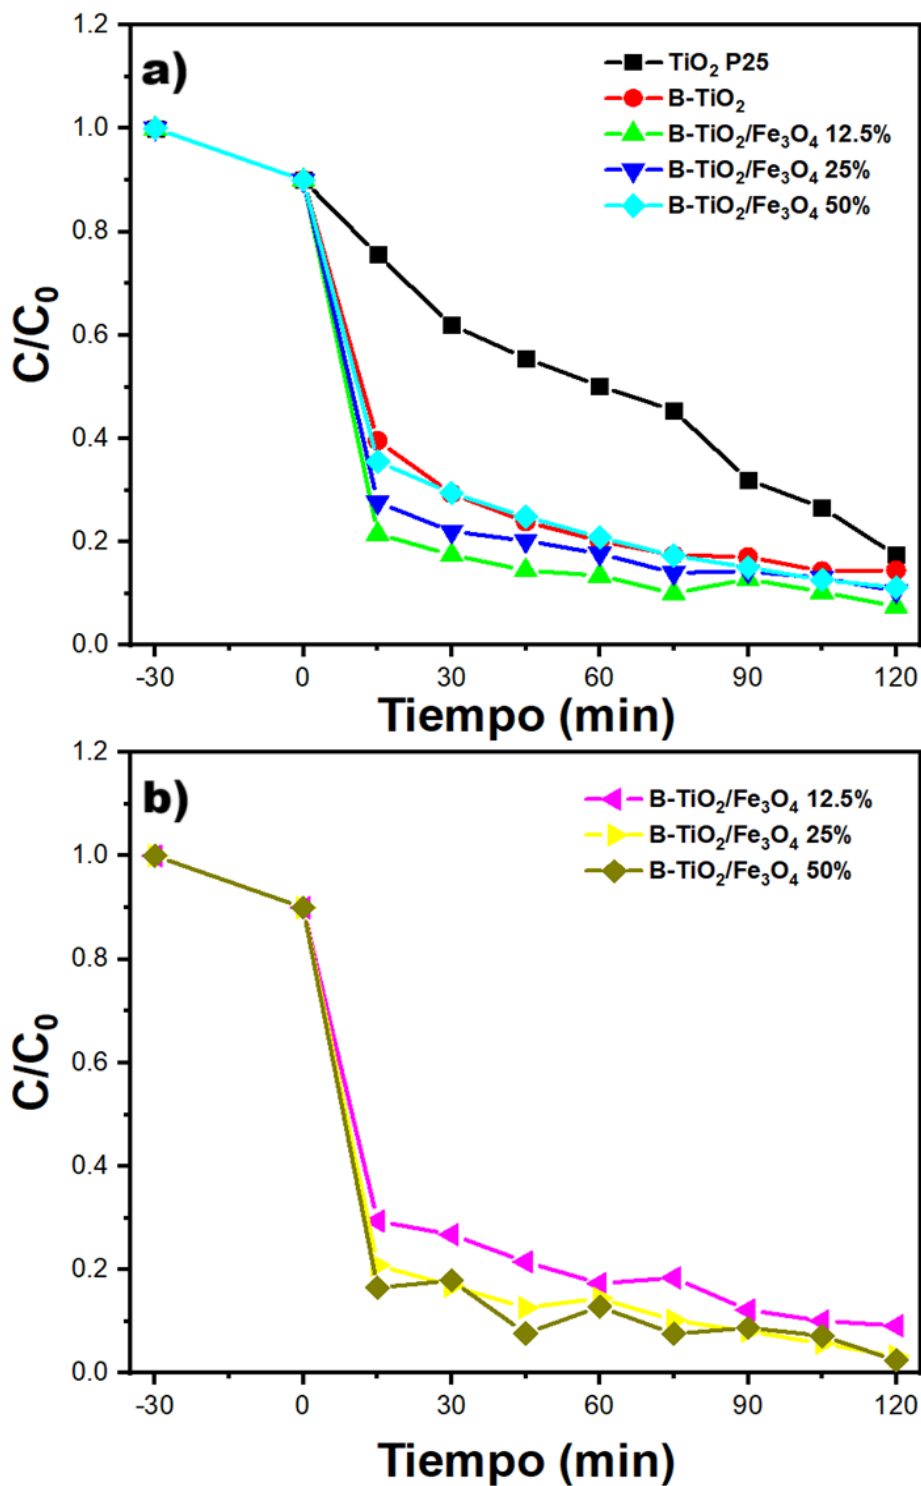 a)
TiO₂ P25
B-TiO₂
B-TiO₂/Fe₃O₄ 12.5%
B-TiO₂/Fe₃O₄ 25%
B-TiO₂/Fe₃O₄ 50%
C/C₀
1.2
1.0
0.8
0.6
0.4
0.2
0.0
-30 0 30 60 90 120
Tiempo (min)
b)
B-TiO₂/Fe₃O₄ 12.5%
B-TiO₂/Fe₃O₄ 25%
B-TiO₂/Fe₃O₄ 50%
C/C₀
1.2
1.0
0.8
0.6
0.4
0.2
0.0
-30 0 30 60 90 120
Tiempo (min)